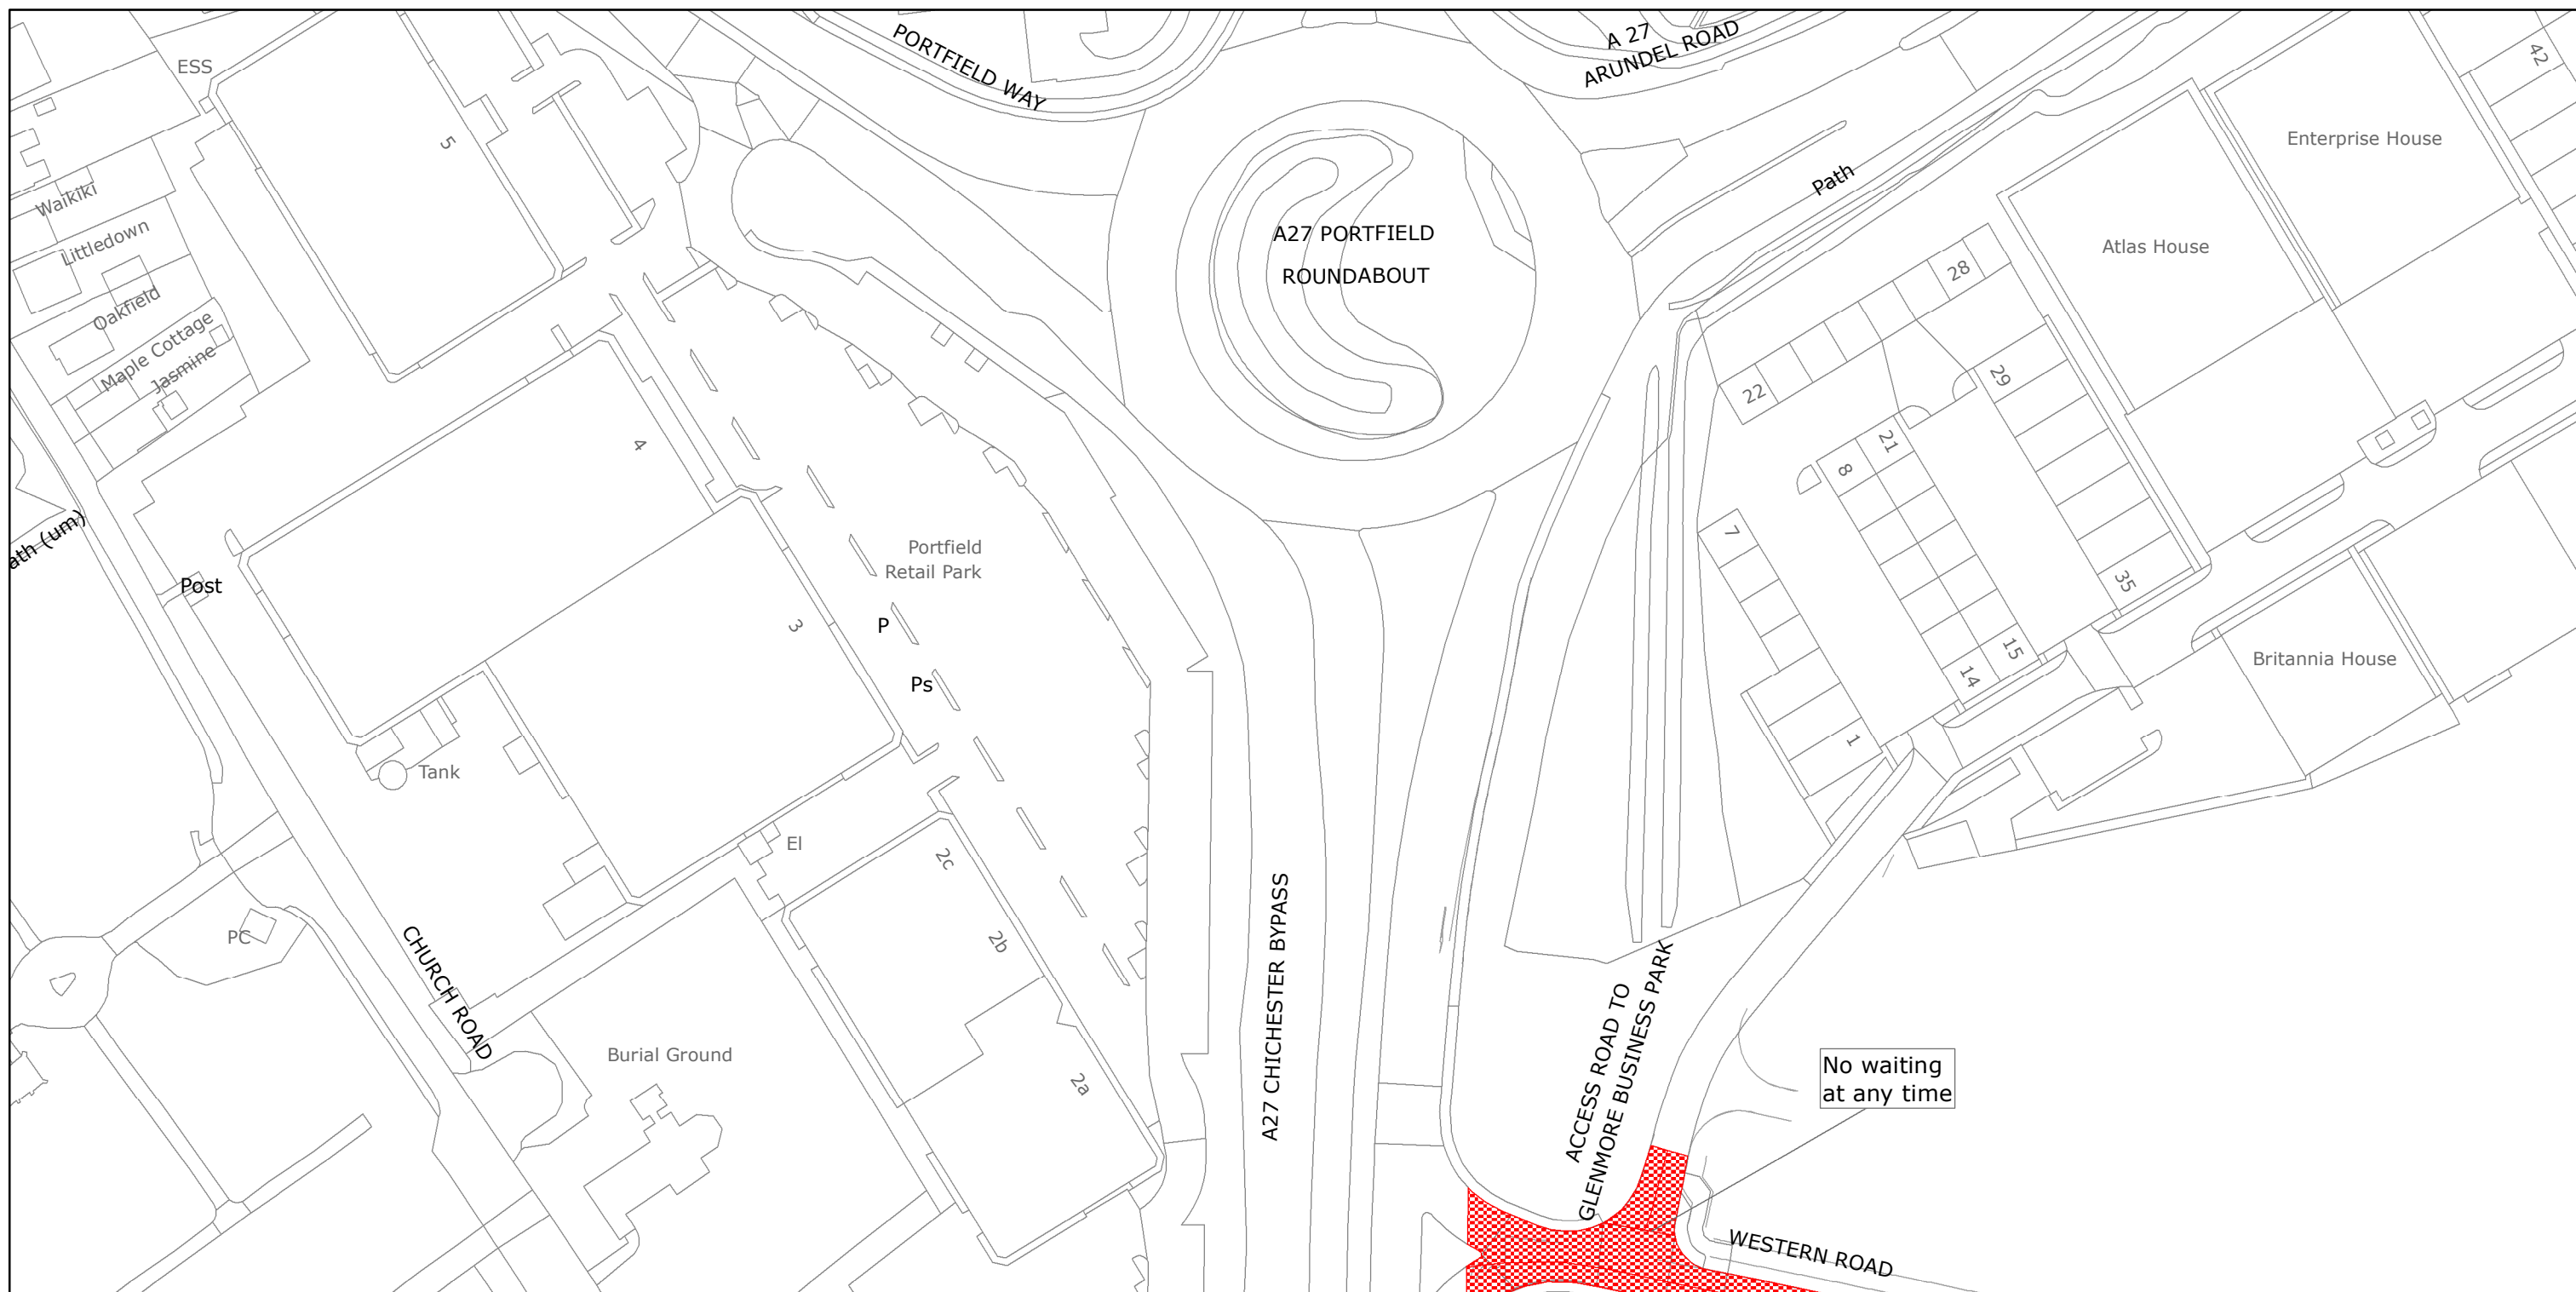 PORTFIELD WAY
A 27
ARUNDEL ROAD
42
ESS
5
Enterprise House
Waikiki
Path
Littledown
A27 PORTFIELD
ROUNDABOUT
Atlas House
28
Oakfield
Maple Cottage
Jasmine
22
29
4
21
8
ath (um)
7
Portfield
Retail Park
Post
35
P
3
15
14
Britannia House
Ps
1
Tank
El
2c
PC
2b
CHURCH ROAD
A27 CHICHESTER BYPASS
ACCESS ROAD TO
GLENMORE BUSINESS PARK
Burial Ground
2a
No waiting
at any time
WESTERN ROAD